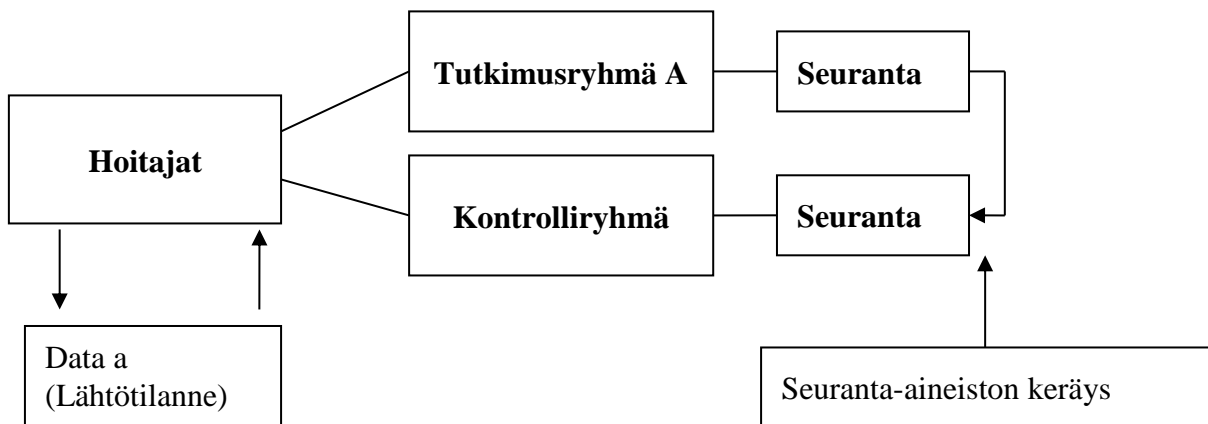 Tutkimusryhmä A
Seuranta
Hoitajat
Kontrolliryhmä
Seuranta
Data a
(Lähtötilanne)
Seuranta-aineiston keräys